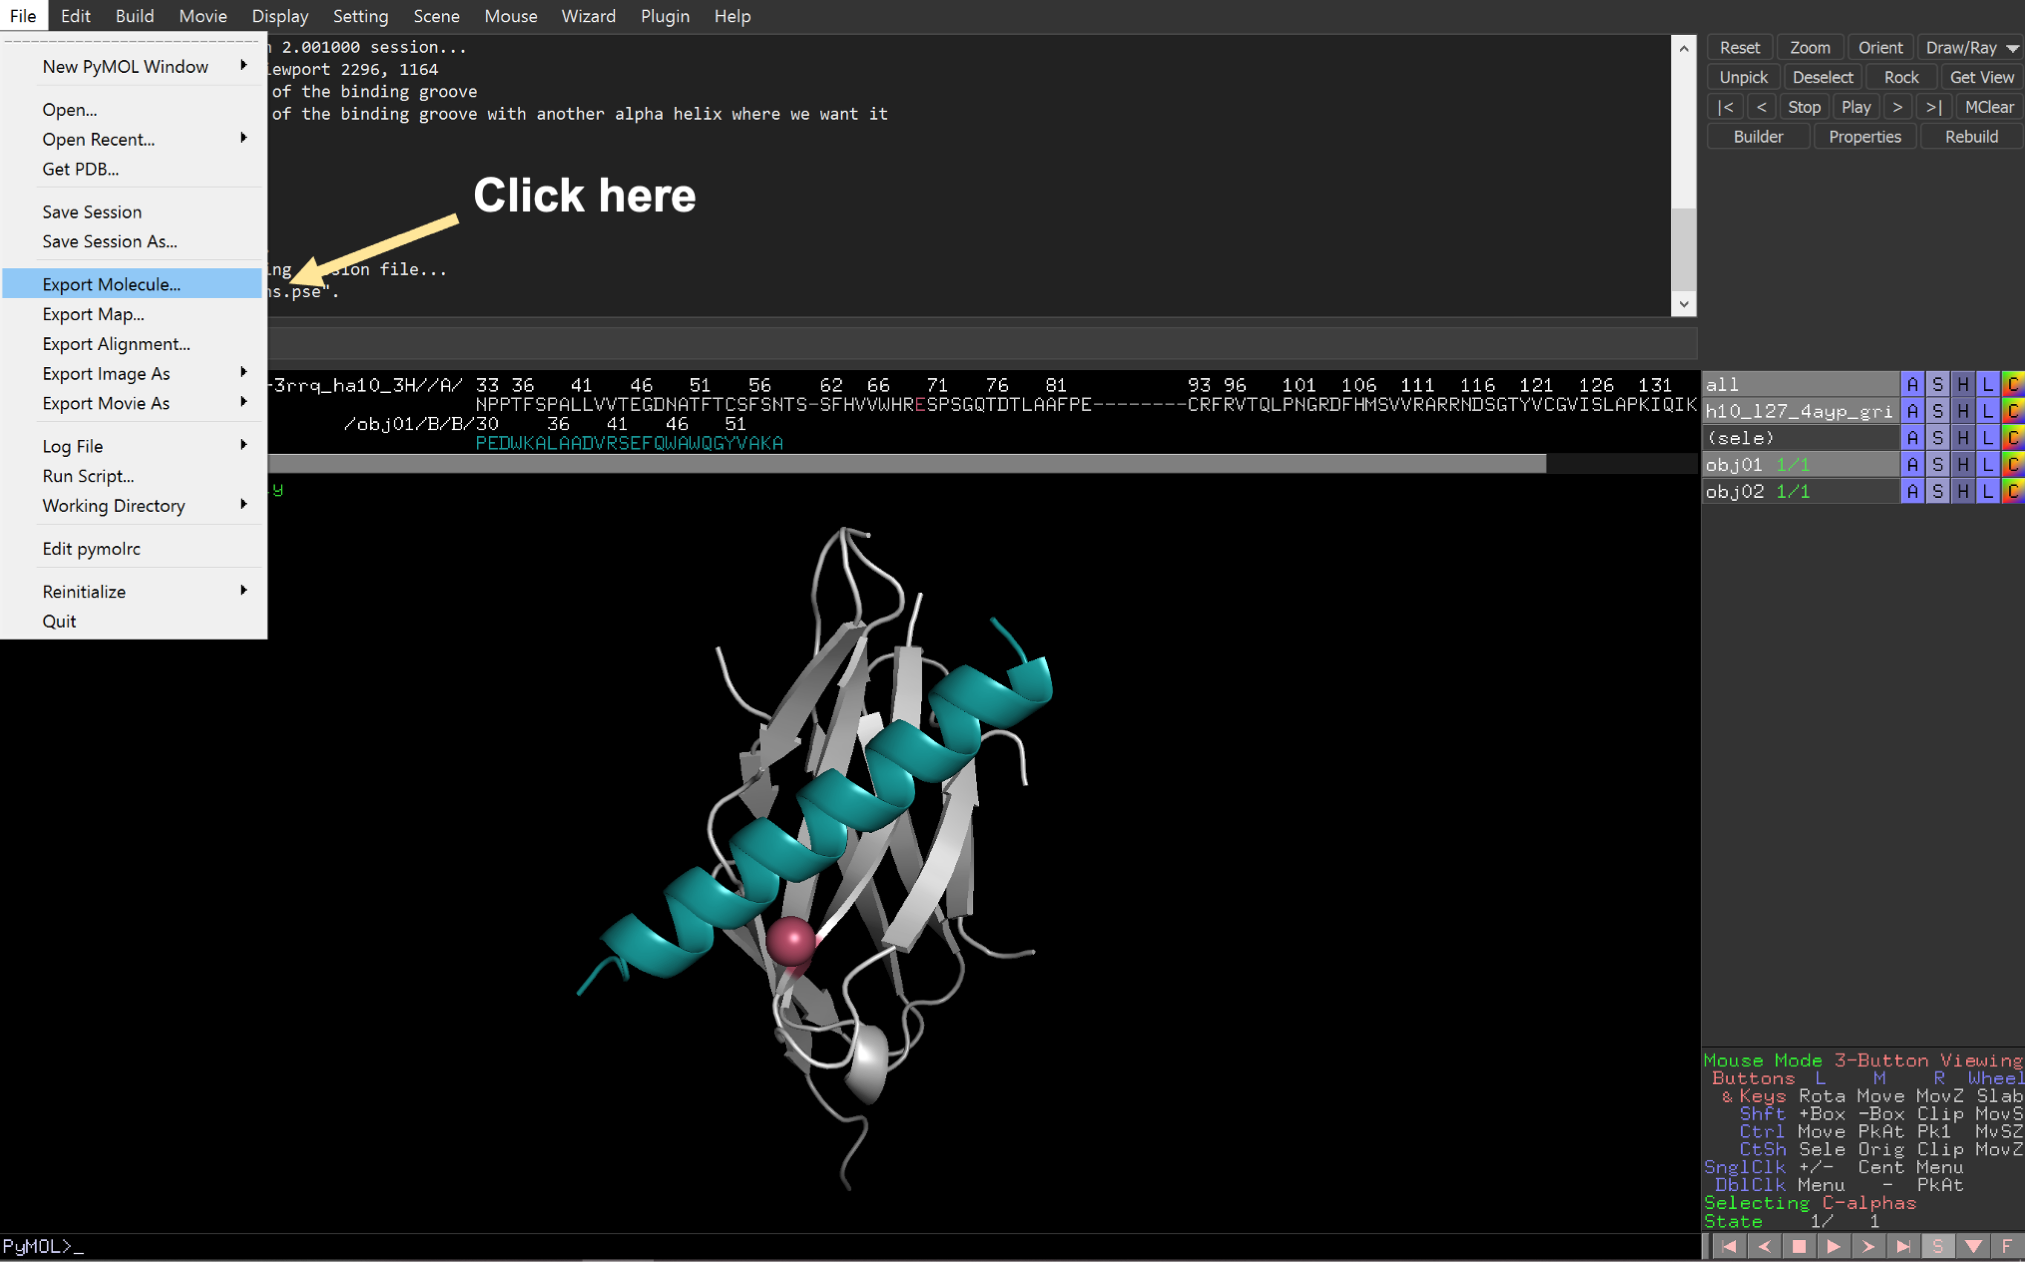 File Edit Build Movie Display Setting Scene Mouse Wizard Plugin Help
New PyMOL Window
Open...
Open Recent...
Get PDB...
Save Session
Save Session As...
Export Molecule...
Export Map...
Export Alignment...
Export Image As
Export Movie As
Log File
Run Script...
Working Directory
Edit pymolrc
Reinitialize
Quit
2.001000 session...
ewport 2296, 1164
of the binding groove
of the binding groove with another alpha helix where we want it
Click here
ing file...
ns.pse".
Reset Zoom Orient Draw/Ray
Unpick Deselect Rock Get View
|< < Stop Play > >| MClear
Builder Properties Rebuild
-3rrq_ha10_3H//A/ 33 36 41 46 51 56 62 66 71 76 81 93 96 101 106 111 116 121 126 131
NPPTFSPALLVVTEGDNATFTCSFSNTS-SFHVVWHRESPSGQTDTLAAFPE--------CRFRVTQLPNGRDFHMSVVRARRNDSGTYVCGVISLAPKIQIK
/obj01/B/B/30 36 41 46 51
PEDWKALAADVRSEFQWAWQGYVAKA
.y
all A S H L C
h10_l27_4ayp_gri A S H L C
(sele) A S H L C
obj01 1/1 A S H L C
obj02 1/1 A S H L C
Mouse Mode 3-Button Viewing
Buttons L M R Wheel
& Keys Rota Move MovZ Slab
Shft +Box -Box Clip MovS
Ctrl Move PkAt Pk1 MvSZ
CtSh Sele Orig Clip MovZ
SnglClk +/- Cent Menu
DblClk Menu - PkAt
Selecting C-alphas
State 1/ 1
PyMOL>_
S F